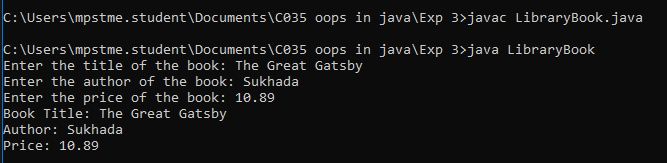 C:\Users\mpstme.student\Documents\C035 oops in java\Exp 3>javac LibraryBook.java
C:\Users\mpstme.student\Documents\C035 oops in java\Exp 3>java LibraryBook
Enter the title of the book: The Great Gatsby
Enter the author of the book: Sukhada
Enter the price of the book: 10.89
Book Title: The Great Gatsby
Author: Sukhada
Price: 10.89